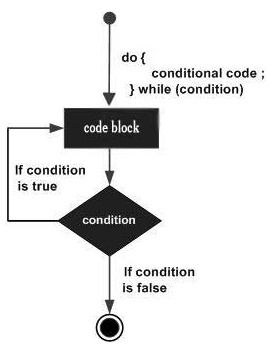 do {
conditional code ;
} while (condition)
code block
If condition
is true
condition
If condition
is false